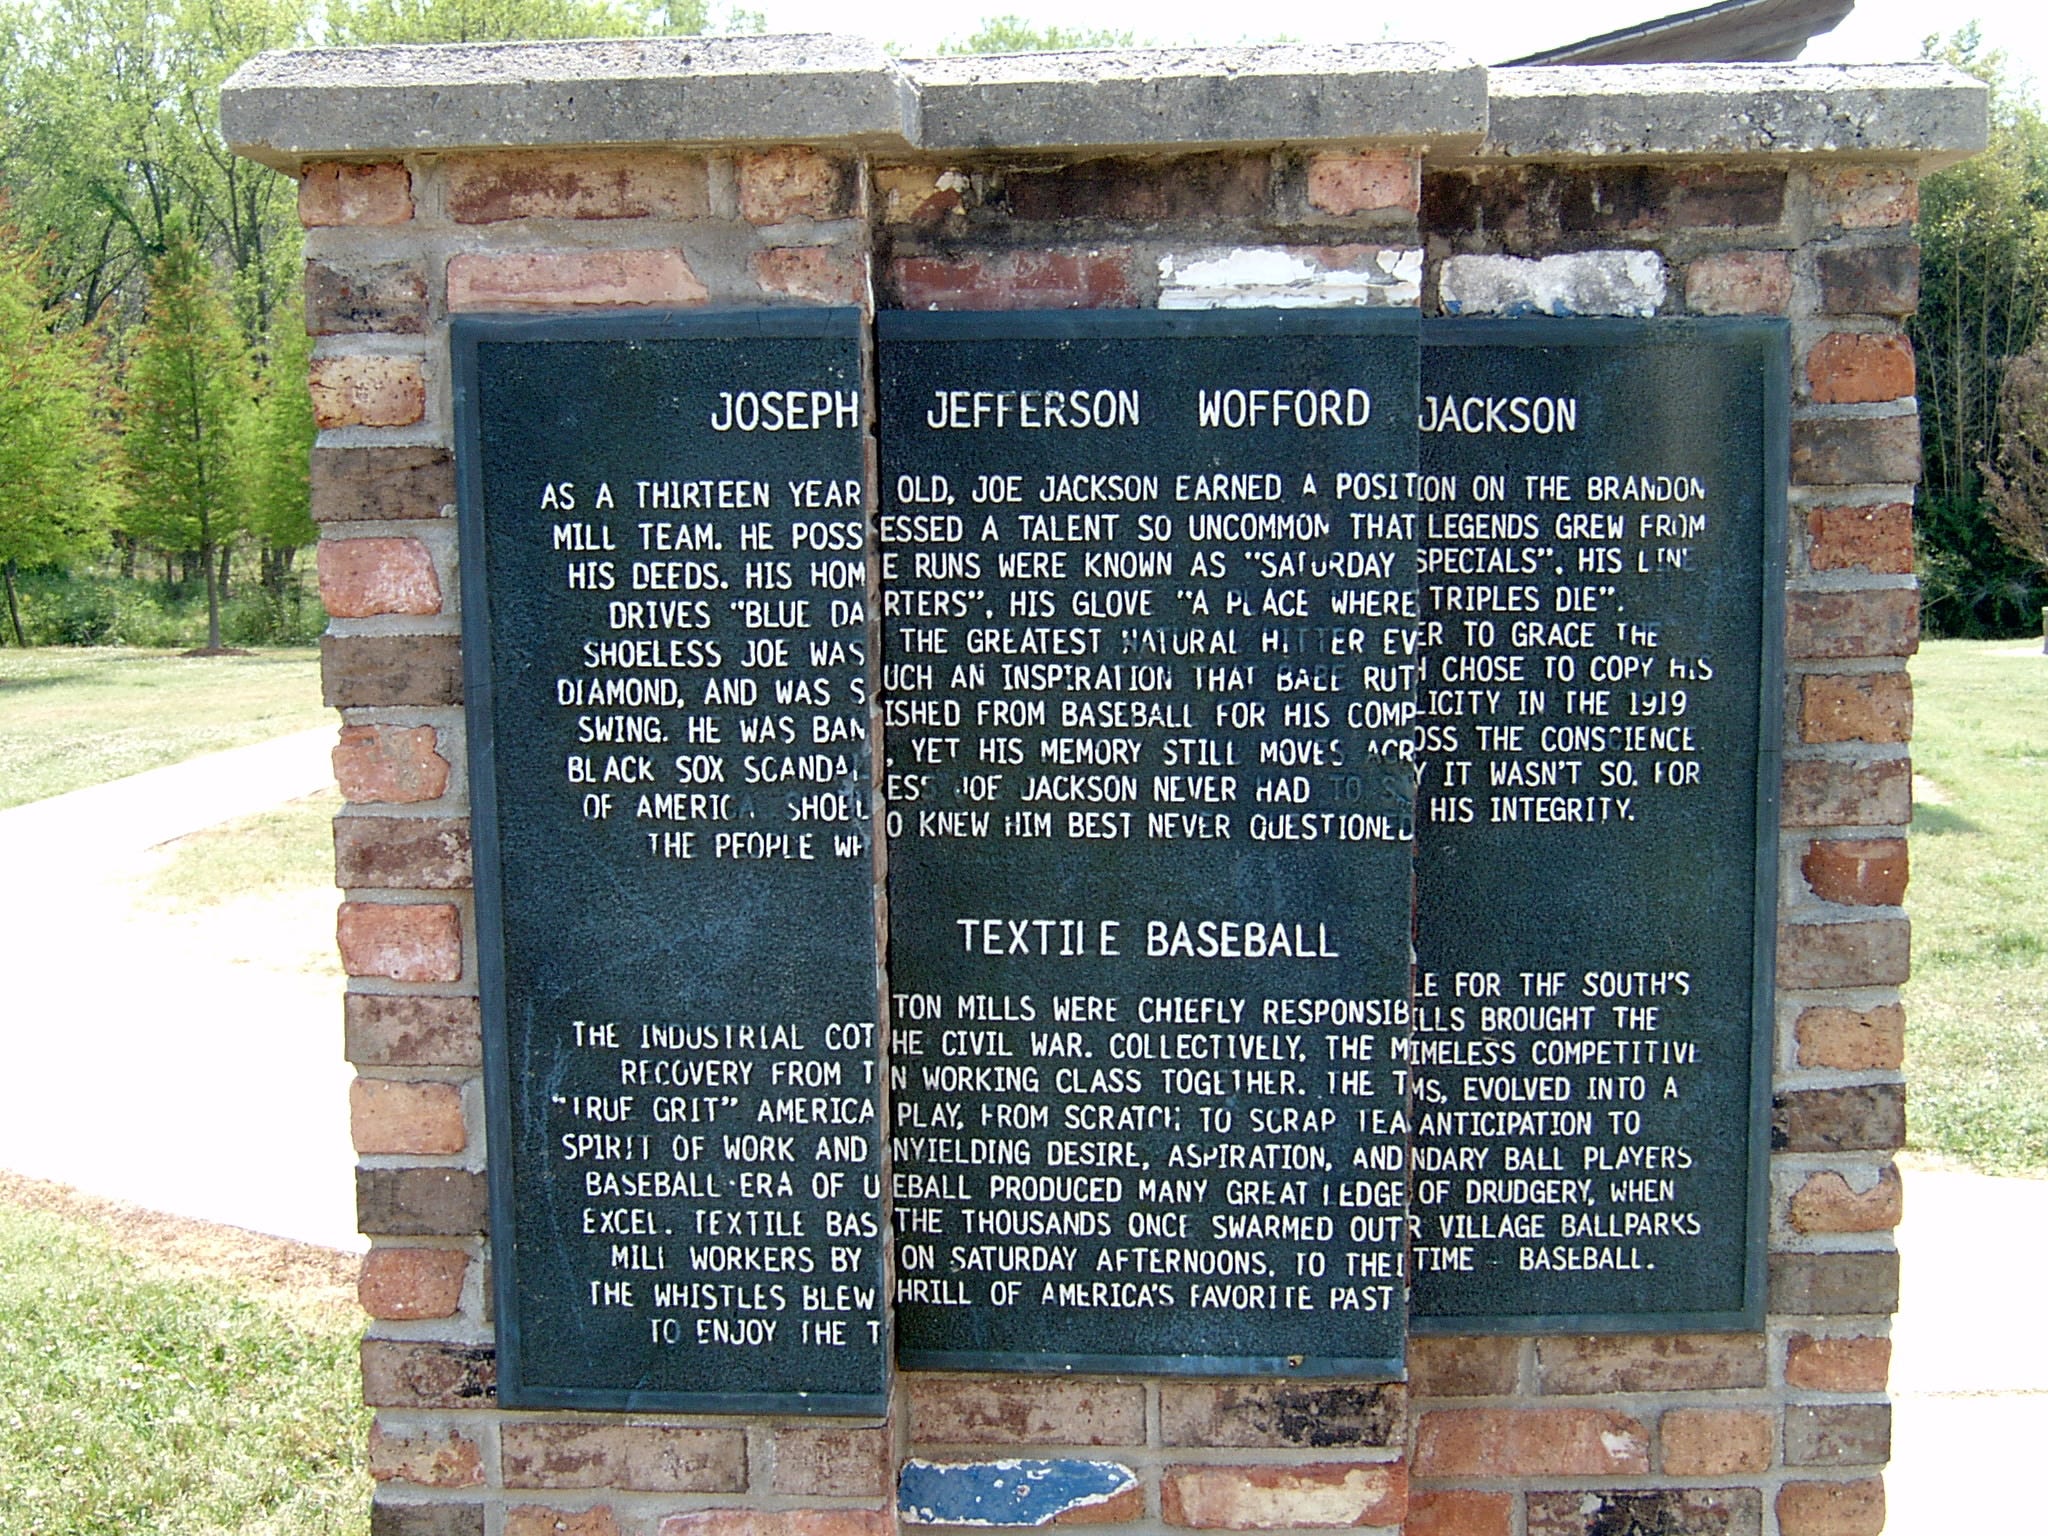 JOSEPH JEFFERSON WOFFORD JACKSON
AS A THIRTEEN YEAR OLD, JOE JACKSON EARNED A POSITION ON THE BRANDON
MILL TEAM. HE POSSESSED A TALENT SO UNCOMMON THAT LEGENDS GREW FROM
HIS DEEDS. HIS HOME RUNS WERE KNOWN AS "SATURDAY SPECIALS", HIS LINE
DRIVES "BLUE DARTERS", HIS GLOVE "A PLACE WHERE TRIPLES DIE".
SHOELESS JOE WAS THE GREATEST NATURAL HITTER EVER TO GRACE THE
DIAMOND, AND WAS SUCH AN INSPIRATION THAT BABE RUTH CHOSE TO COPY HIS
SWING. HE WAS BANISHED FROM BASEBALL FOR HIS COMPLICITY IN THE 1919
BLACK SOX SCANDAL, YET HIS MEMORY STILL MOVES ACROSS THE CONSCIENCE
OF AMERICA. SHOELESS JOE JACKSON NEVER HAD TO SAY IT WASN'T SO. FOR
THE PEOPLE WHO KNEW HIM BEST NEVER QUESTIONED HIS INTEGRITY.
TEXTILE BASEBALL
THE INDUSTRIAL COTTON MILLS WERE CHIEFLY RESPONSIBLE FOR THE SOUTH'S
RECOVERY FROM THE CIVIL WAR. COLLECTIVELY, THE MILLS BROUGHT THE
"TRUE GRIT" AMERICAN WORKING CLASS TOGETHER. THE TIMELESS COMPETITIVE
SPIRIT OF WORK AND PLAY, FROM SCRATCH TO SCRAP TEAMS, EVOLVED INTO A
BASEBALL ERA OF UNYIELDING DESIRE, ASPIRATION, AND ANTICIPATION TO
EXCEL. TEXTILE BASEBALL PRODUCED MANY GREAT LEGENDARY BALL PLAYERS
MILL WORKERS BY THE THOUSANDS ONCE SWARMED OUT OF DRUDGERY, WHEN
THE WHISTLES BLEW ON SATURDAY AFTERNOONS, TO THEIR VILLAGE BALLPARKS
TO ENJOY THE THRILL OF AMERICA'S FAVORITE PASTTIME - BASEBALL.